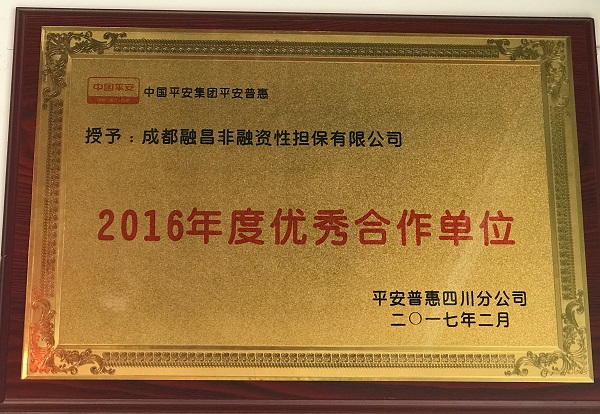 中国平安
中国平安集团平安普惠
授予：成都融昌非融资性担保有限公司
2016年度优秀合作单位
平安普惠四川分公司
二〇一七年二月